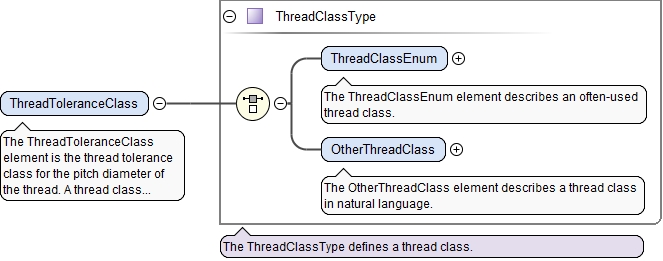 ThreadClassType
ThreadClassEnum
The ThreadClassEnum element describes an often-used
thread class.
ThreadToleranceClass
The ThreadToleranceClass
element is the thread tolerance
class for the pitch diameter of
the thread. A thread class...
OtherThreadClass
The OtherThreadClass element describes a thread class
in natural language.
The ThreadClassType defines a thread class.